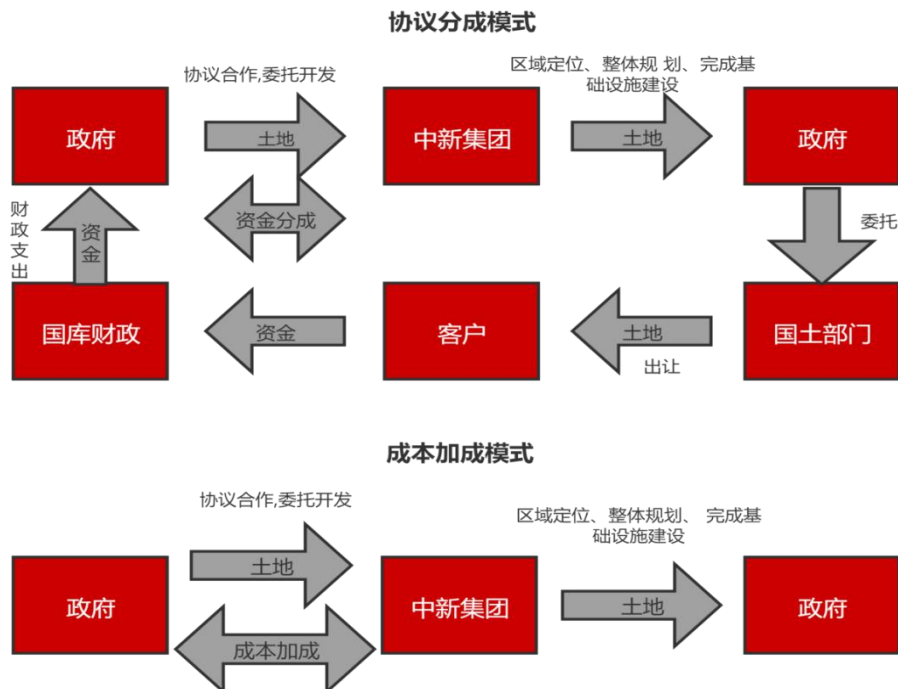 协议分成模式
协议合作,委托开发
区域定位、整体规 划、完成基
础设施建设
政府
土地
中新集团
土地
政府
财政支出
资金
资金分成
委托
国库财政
资金
客户
土地
国土部门
出让
成本加成模式
协议合作,委托开发
区域定位、整体规划、 完成基
础设施建设
土地
政府
中新集团
土地
政府
成本加成